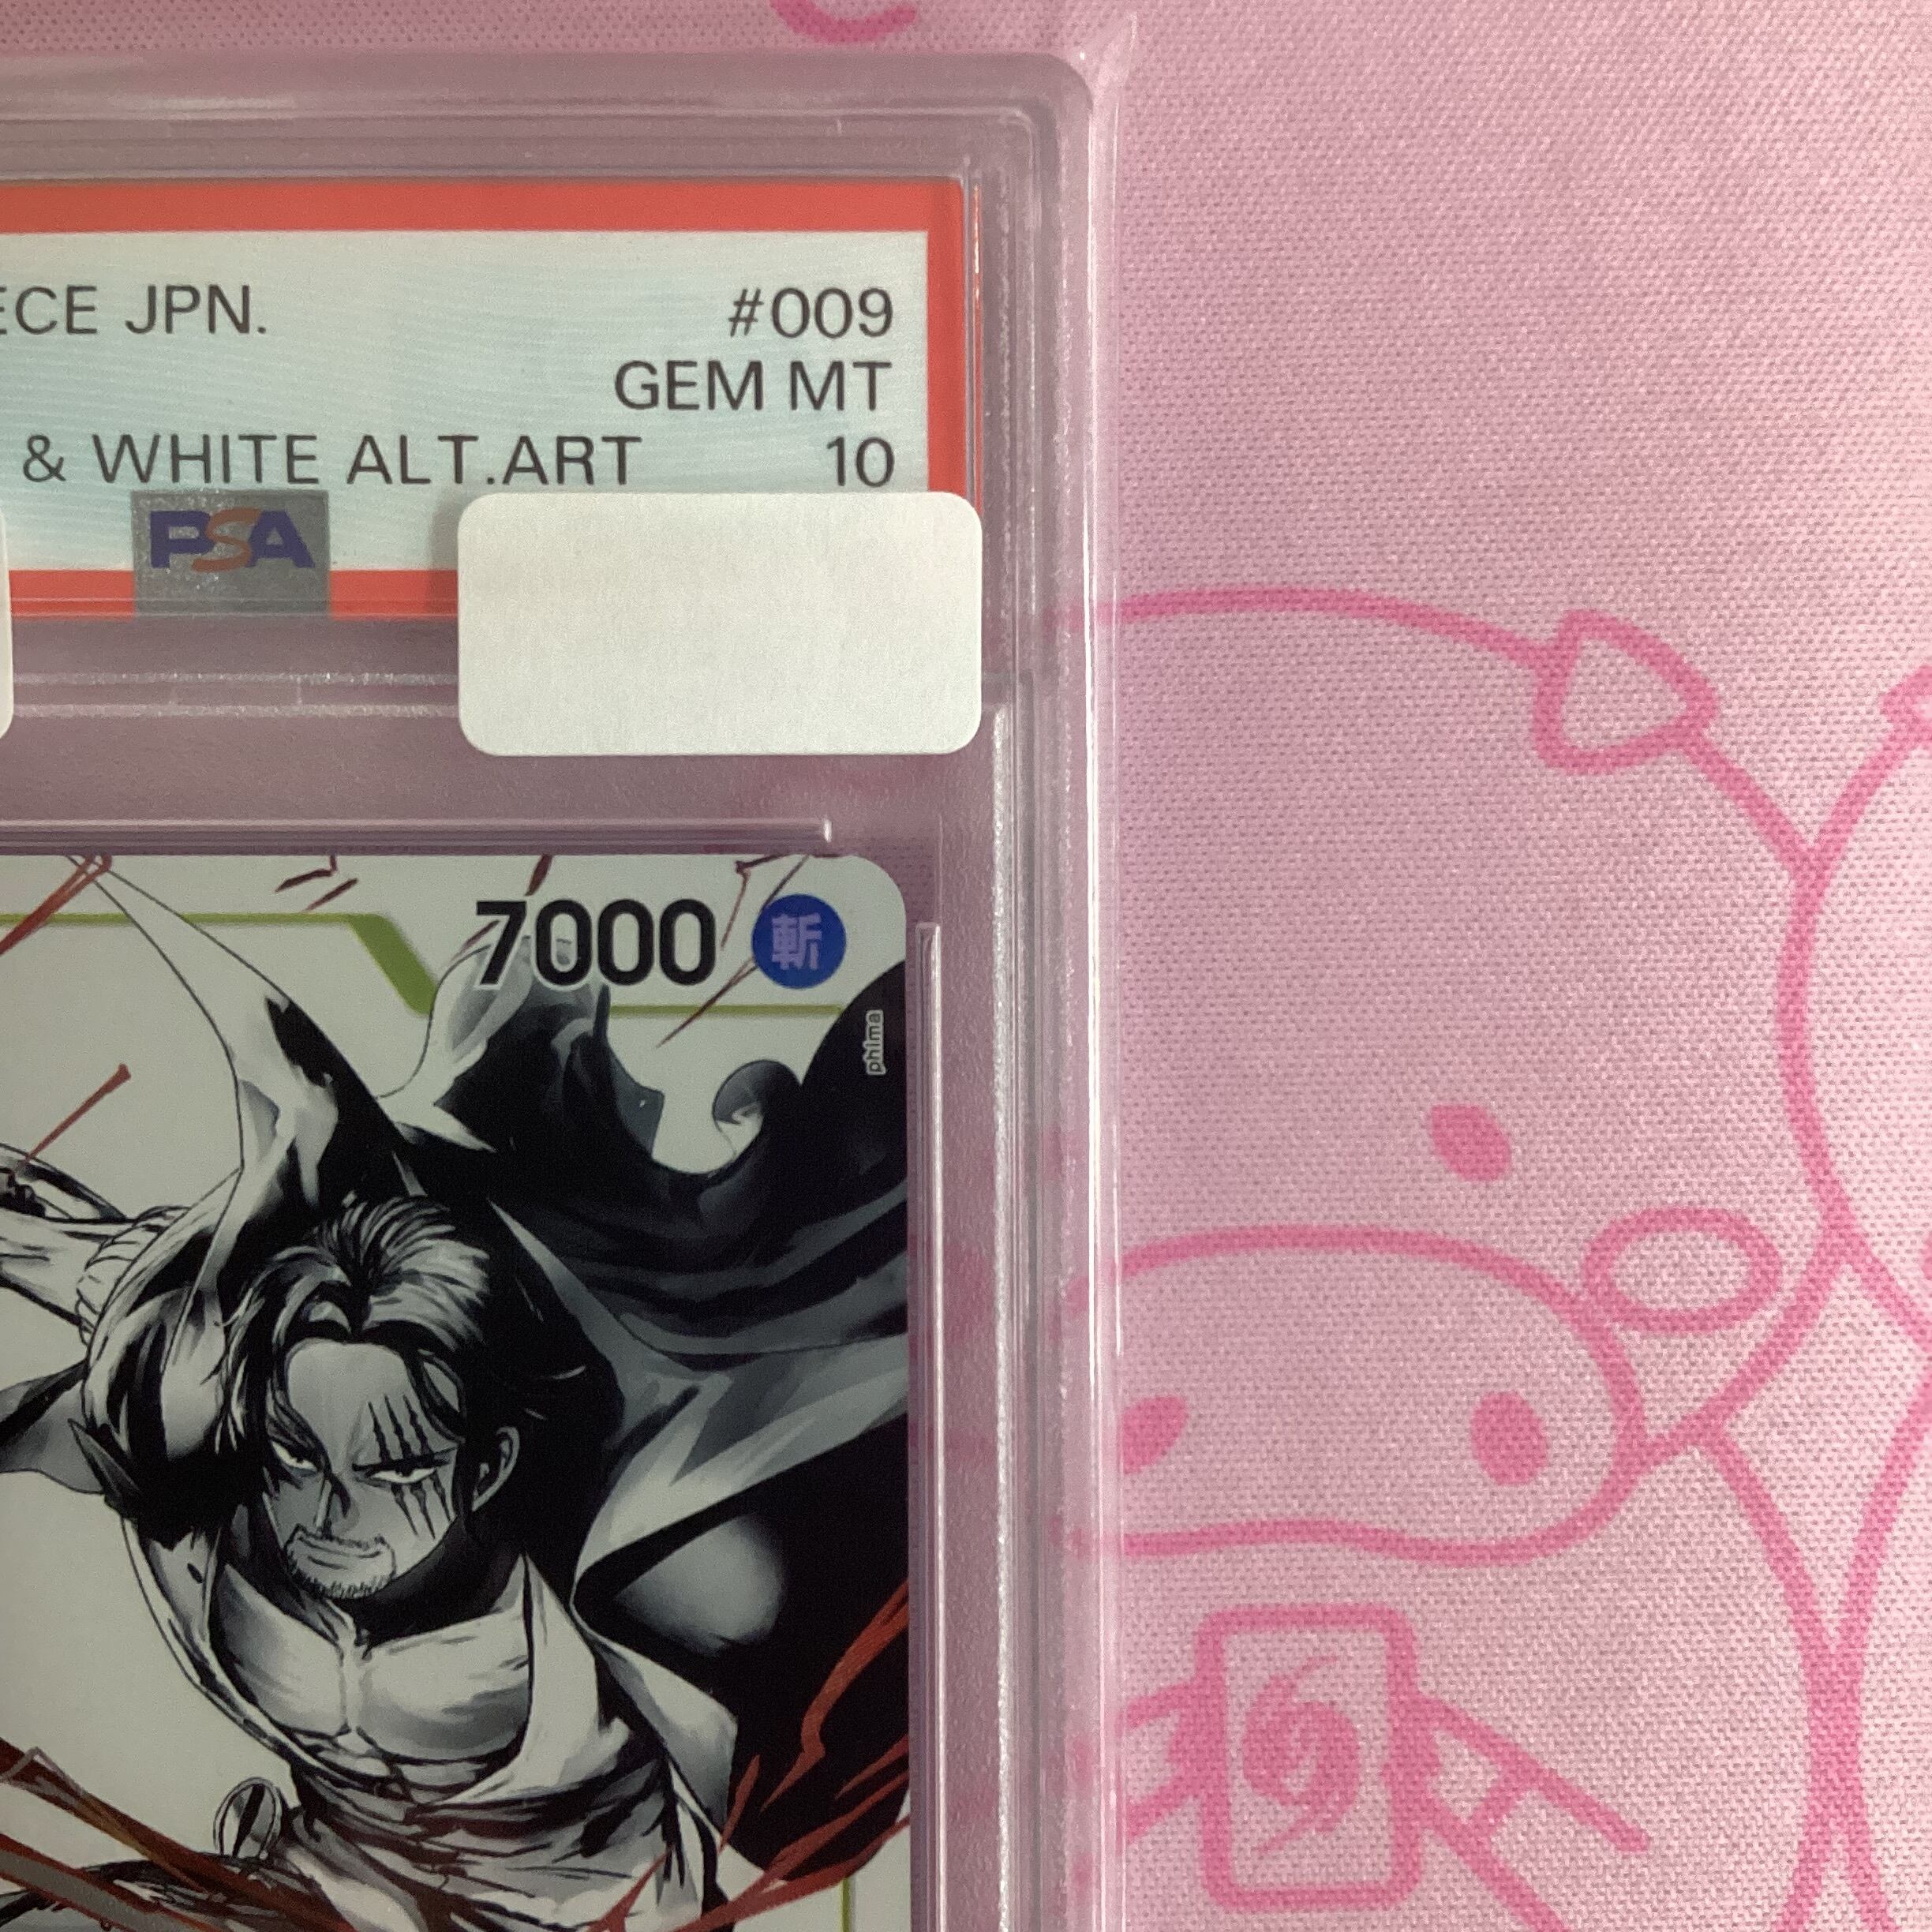 ECE JPN. #009
GEM MT
& WHITE ALT.ART 10
PSA
7000 斬
phima